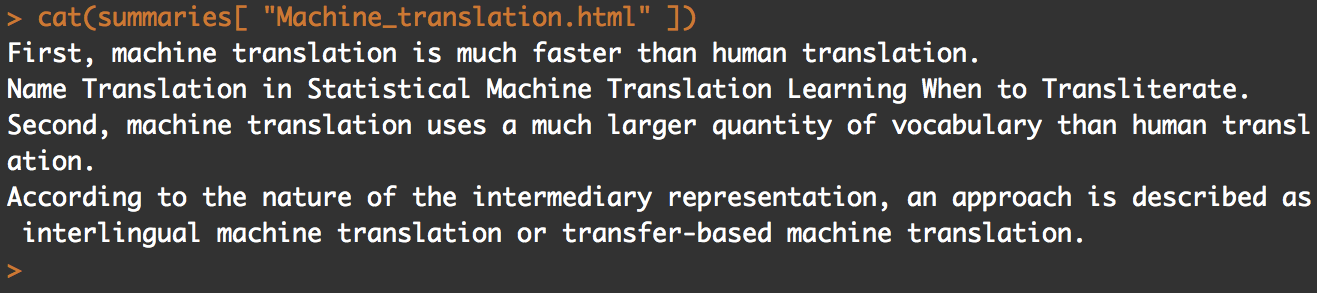 > cat(summaries[ "Machine_translation.html" ])
First, machine translation is much faster than human translation.
Name Translation in Statistical Machine Translation Learning When to Transliterate.
Second, machine translation uses a much larger quantity of vocabulary than human transl
ation.
According to the nature of the intermediary representation, an approach is described as
 interlingual machine translation or transfer-based machine translation.
>